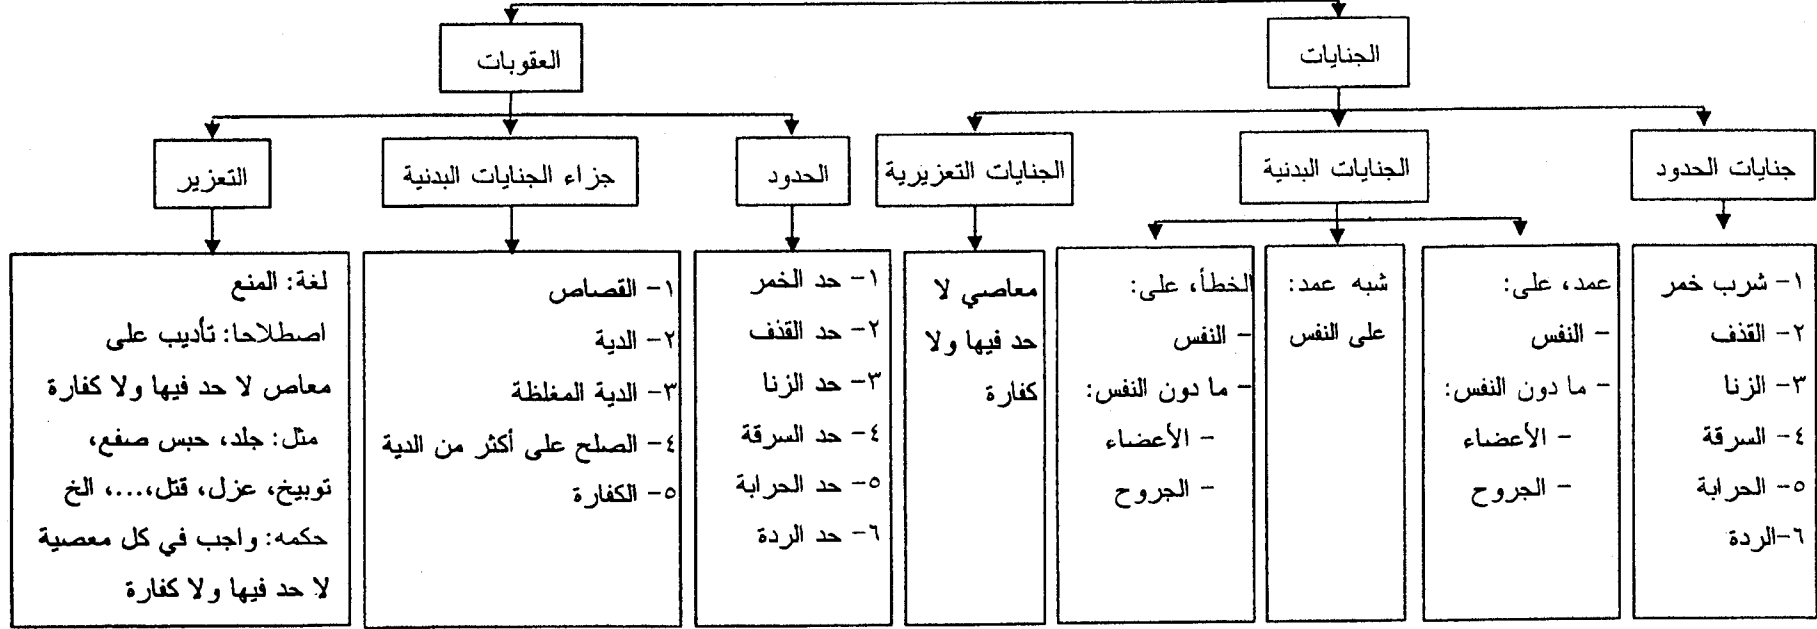 الجنايات
العقوبات
جنايات الحدود
الجنايات البدنية
الجنايات التعزيرية
الحدود
جزاء الجنايات البدنية
التعزير
١- شرب خمر
٢- القذف
٣- الزنا
٤- السرقة
٥- الحرابة
٦-الردة
عمد، على:
- النفس
- ما دون النفس:
- الأعضاء
- الجروح
شبه عمد:
على النفس
الخطأ، على:
- النفس
- ما دون النفس:
- الأعضاء
- الجروح
معاصي لا
حد فيها ولا
كفارة
١- حد الخمر
٢- حد القذف
٣- حد الزنا
٤- حد السرقة
٥- حد الحرابة
٦- حد الردة
١- القصاص
٢- الدية
٣- الدية المغلظة
٤- الصلح على أكثر من الدية
٥- الكفارة
لغة: المنع
اصطلاحا: تأديب على
معاص لا حد فيها ولا كفارة
مثل: جلد، حبس صفع،
توبيخ، عزل، قتل،...، الخ
حكمه: واجب في كل معصية
لا حد فيها ولا كفارة